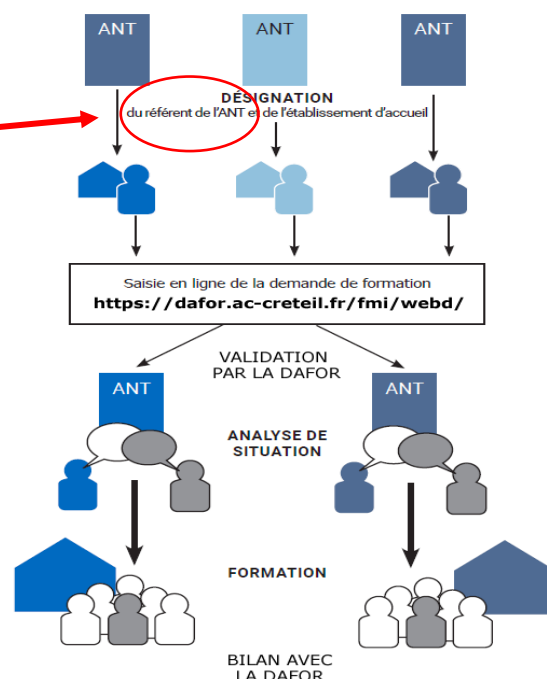 ANT
ANT
ANT
DÉSIGNATION
du référent de l'ANT et de l'établissement d'accueil
Saisie en ligne de la demande de formation
https://dafor.ac-creteil.fr/fmi/webd/
VALIDATION
PAR LA DAFOR
ANT
ANT
ANALYSE DE
SITUATION
FORMATION
BILAN AVEC
LA DAFOR